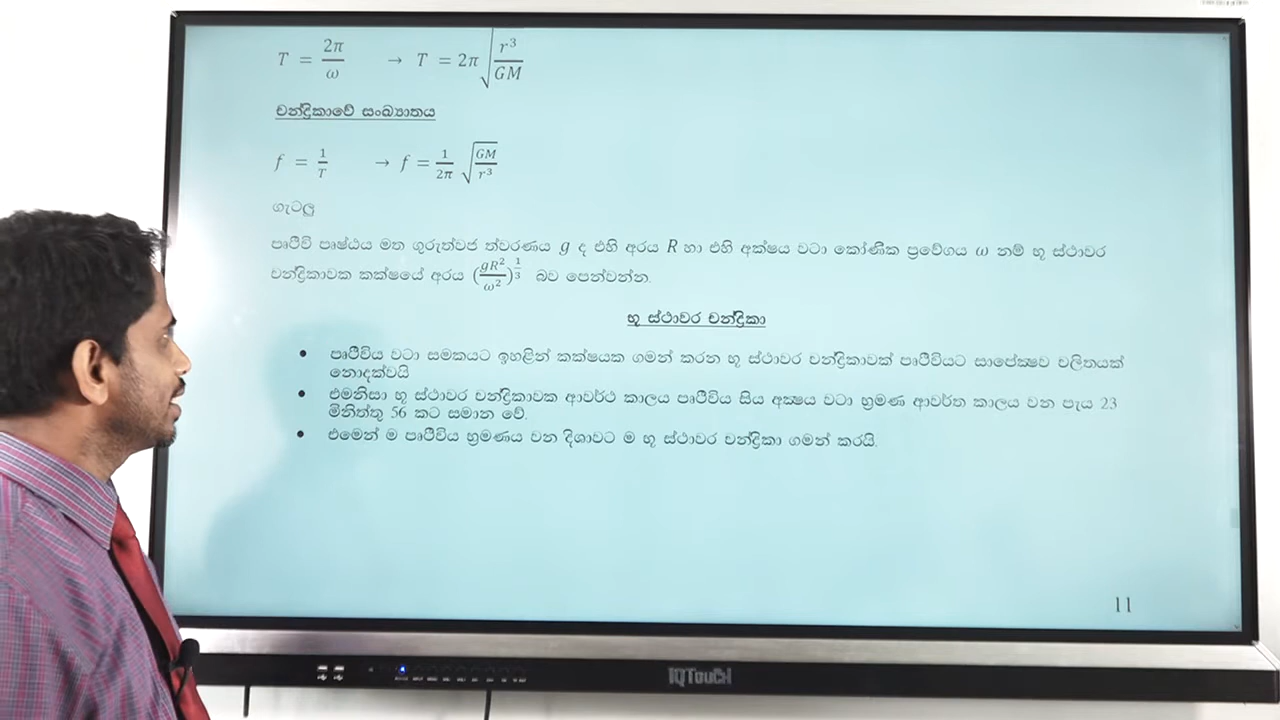 T = 2π/ω → T = 2π√(r³/GM)
චන්ද්‍රිකාවේ සංඛ්‍යාතය
f = 1/T → f = 1/2π √(GM/r³)
ගැටලු
පෘථිවි පෘෂ්ඨය මත ගුරුත්වජ ත්වරණය g ද එහි අරය R හා එහි අක්ෂය වටා කෝණික ප්‍රවේගය ω නම් භූ ස්ථාවර
චන්ද්‍රිකාවක කක්ෂයේ අරය (gR²/ω²)^(1/3) බව පෙන්වන්න.
භූ ස්ථාවර චන්ද්‍රිකා
• පෘථිවිය වටා සමකයට ඉහළින් කක්ෂයක ගමන් කරන භූ ස්ථාවර චන්ද්‍රිකාවක් පෘථිවියට සාපේක්ෂව චලිතයක්
නොදක්වයි
• එමනිසා භූ ස්ථාවර චන්ද්‍රිකාවක ආවර්ථ කාලය පෘථිවිය සිය අක්‍ෂය වටා භ්‍රමණ ආවර්ත කාලය වන පැය 23
මිනිත්තු 56 කට සමාන වේ.
• එමෙන් ම පෘථිවිය භ්‍රමණය වන දිශාවට ම භූ ස්ථාවර චන්ද්‍රිකා ගමන් කරයි.
11
IQTouCH